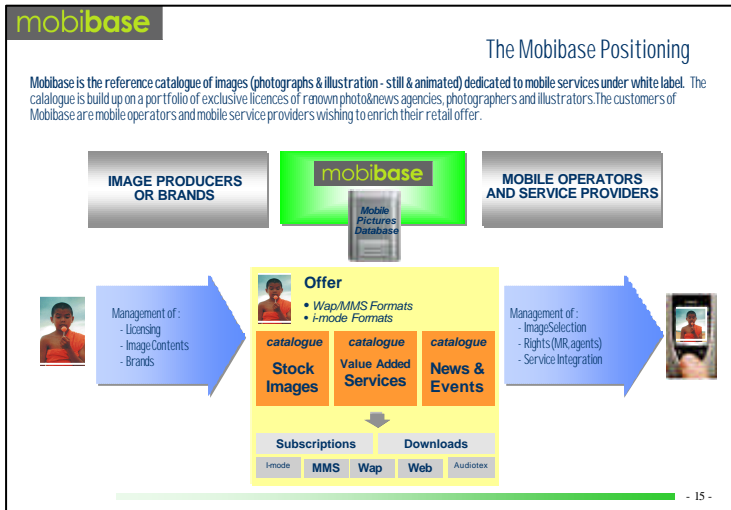 mobibase
The Mobibase Positioning
Mobibase is the reference catalogue of images (photographs & illustration - still & animated) dedicated to mobile services under white label. The
calalogue is build up on a portfolio of exclusive licences of renown photo&news agencies, photographers and illustrators.The customers of
Mobibase are mobile operators and mobile service providers wishing to enrich their retail offer.
IMAGE PRODUCERS
OR BRANDS
mobibase
Mobile
Pictures
Database
MOBILE OPERATORS
AND SERVICE PROVIDERS
Management of :
- Licensing
- Image Contents
- Brands
Offer
• Wap/MMS Formats
• i-mode Formats
catalogue
Stock
Images
catalogue
Value Added
Services
catalogue
News &
Events
Subscriptions
Downloads
I-mode
MMS
Wap
Web
Audiotex
Management of :
- ImageSelection
- Rights (MR, agents)
- Service Integration
- 15 -